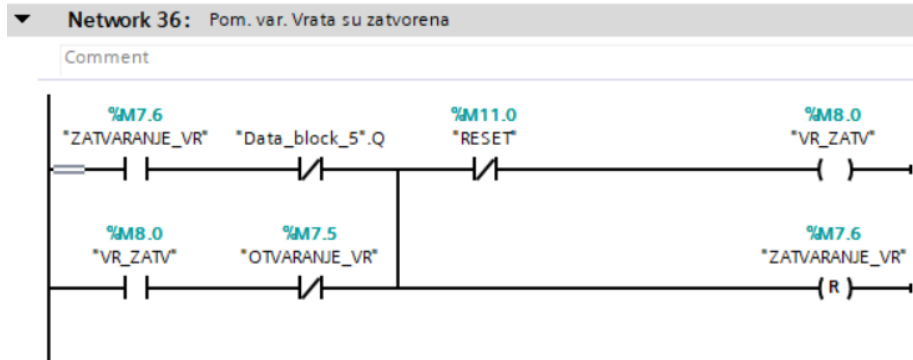 Network 36: Pom. var. Vrata su zatvorena
Comment
%M7.6 %M11.0 %M8.0
"ZATVARANJE_VR" "Data_block_5".Q "RESET" "VR_ZATV"
%M8.0 %M7.5 %M7.6
"VR_ZATV" "OTVARANJE_VR" "ZATVARANJE_VR"
R